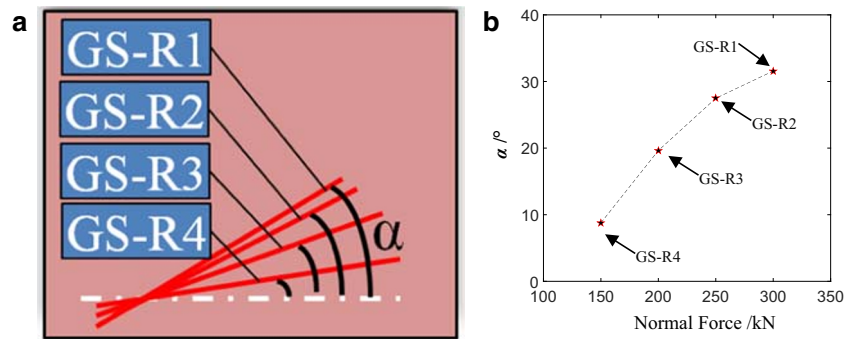 a
GS-R1
GS-R2
GS-R3
GS-R4
α
b
40
30
20
10
0
α /°
GS-R1
GS-R2
GS-R3
GS-R4
100 150 200 250 300 350
Normal Force /kN